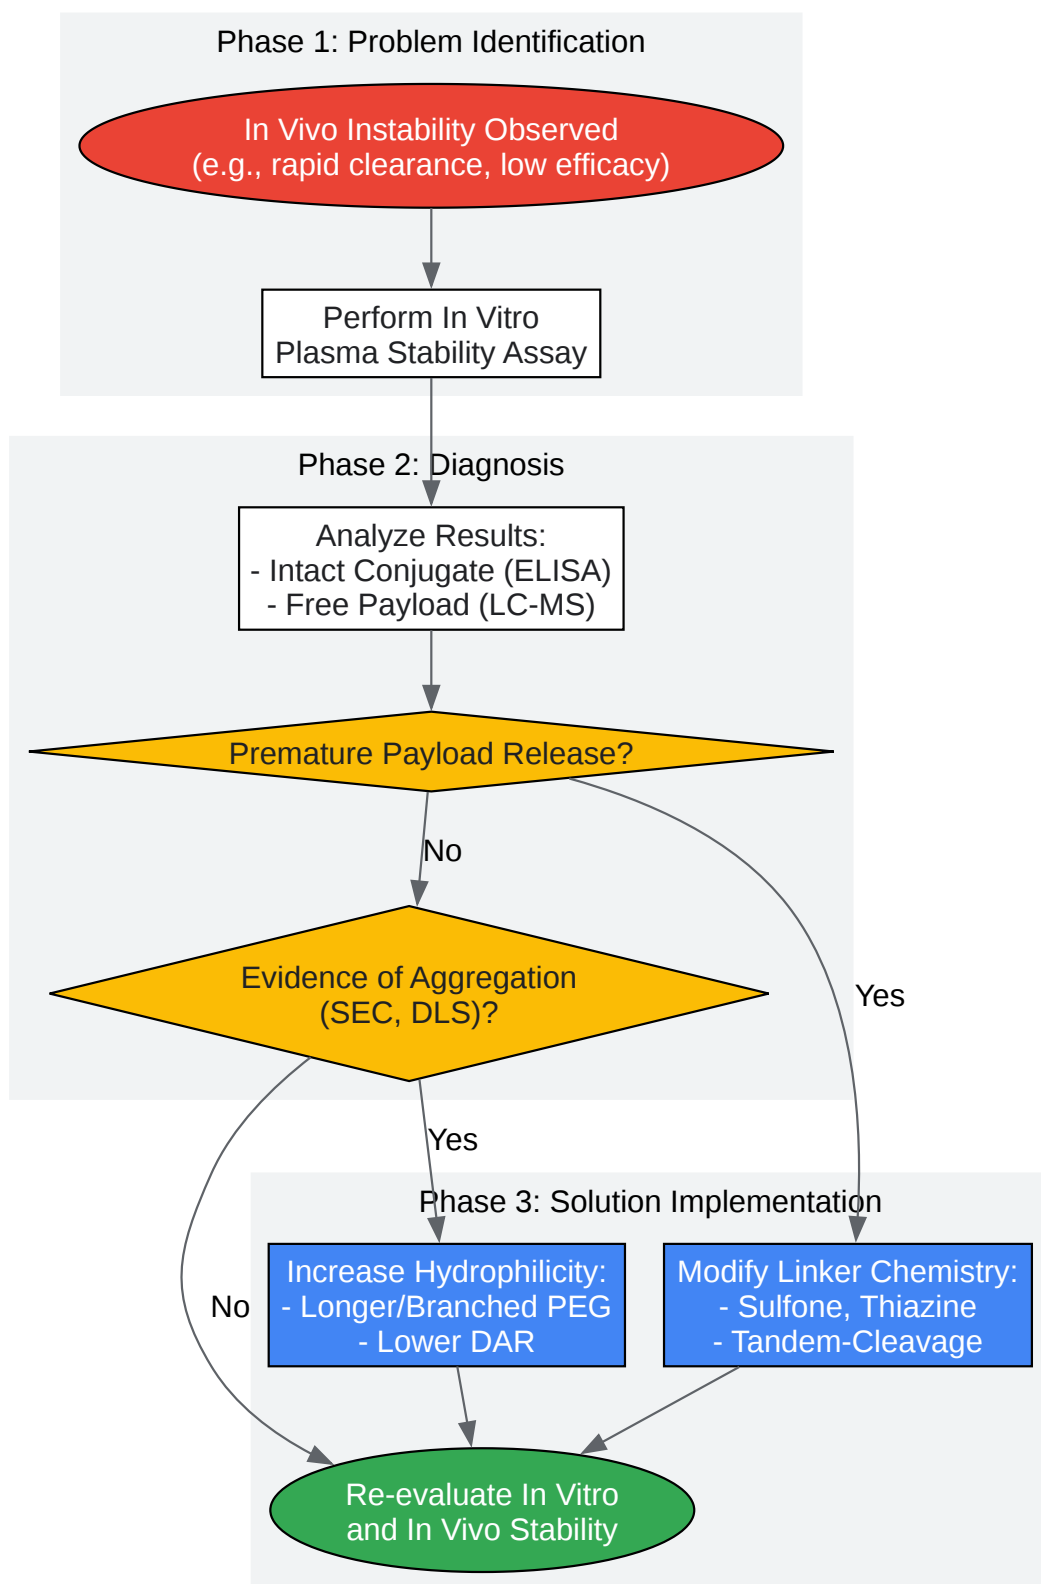 Phase 1: Problem Identification
In Vivo Instability Observed
(e.g., rapid clearance, low efficacy)
Perform In Vitro
Plasma Stability Assay
Phase 2: Diagnosis
Analyze Results:
- Intact Conjugate (ELISA)
- Free Payload (LC-MS)
Premature Payload Release?
No
Evidence of Aggregation
(SEC, DLS)?
Yes
Yes
Phase 3: Solution Implementation
Increase Hydrophilicity:
- Longer/Branched PEG
- Lower DAR
Modify Linker Chemistry:
- Sulfone, Thiazine
- Tandem-Cleavage
No
Re-evaluate In Vitro
and In Vivo Stability